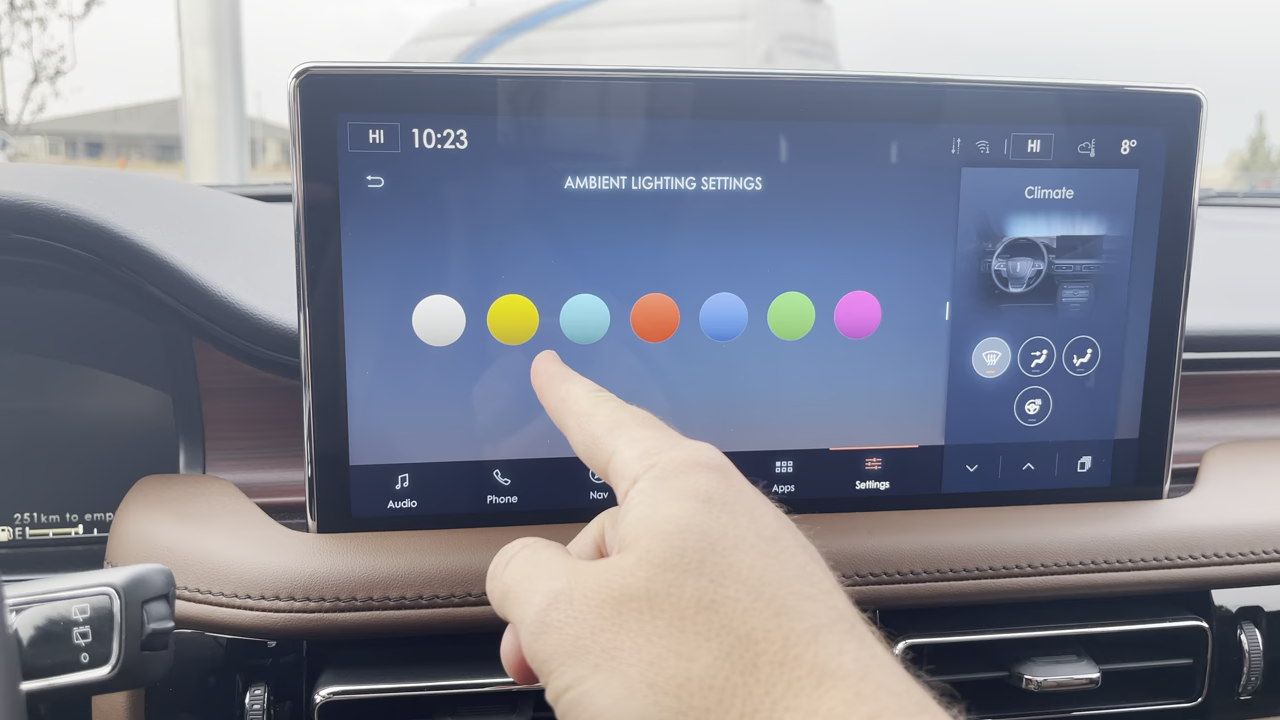 HI 10:23
HI 8°
AMBIENT LIGHTING SETTINGS
Climate
Audio
Phone
Nav
Apps
Settings
251km to emp
E